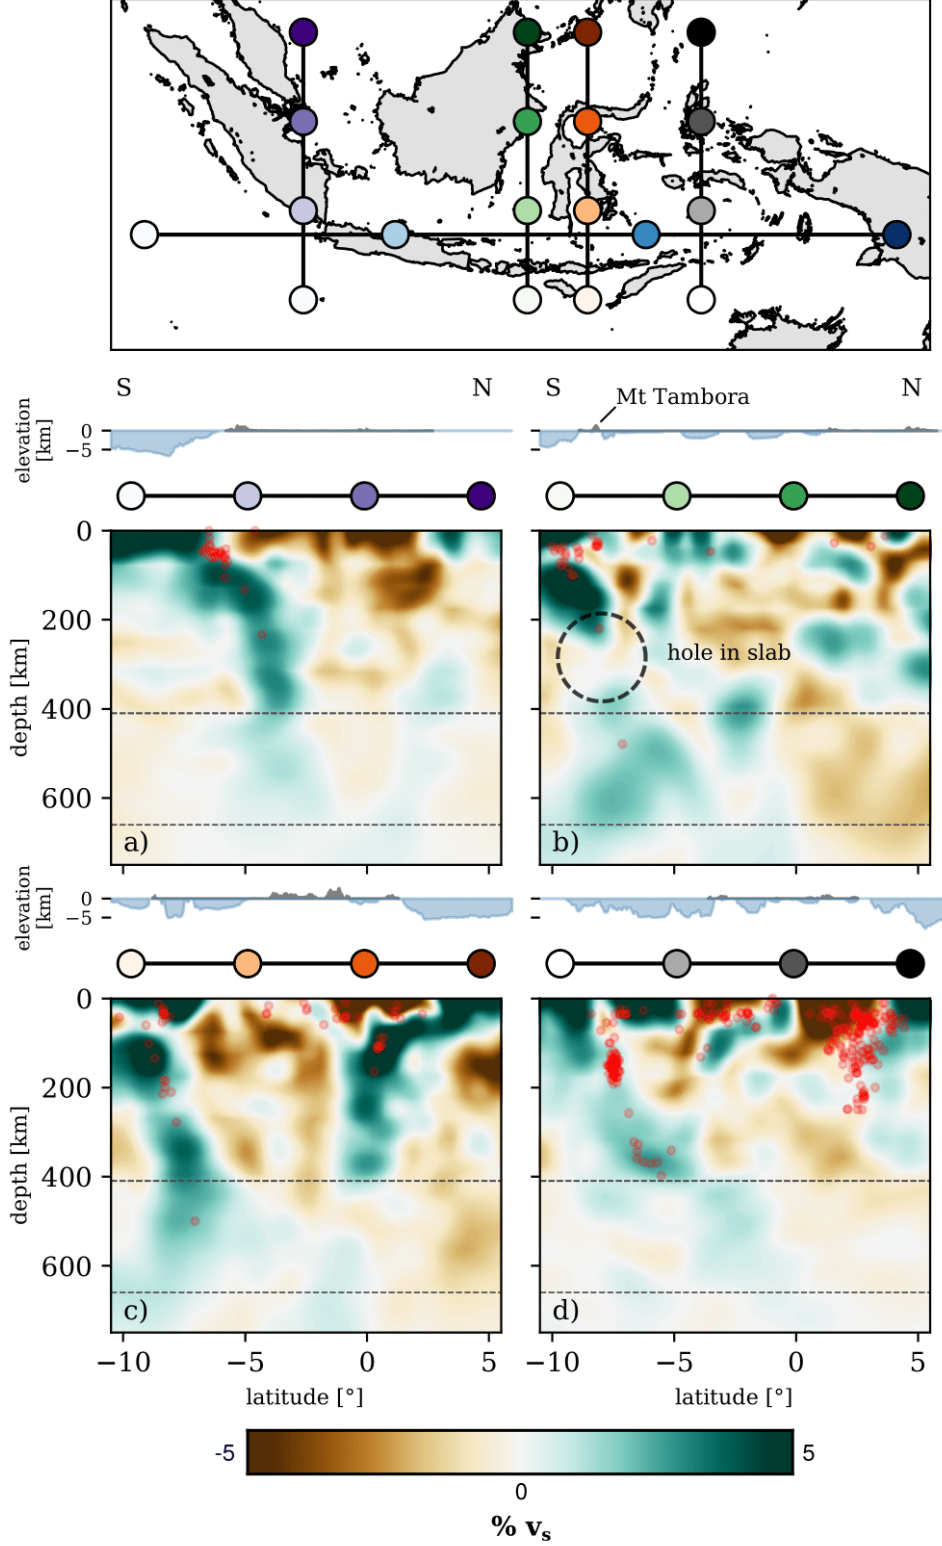 S N S N
elevation [km] 0 −5
Mt Tambora
0 200 400 600
depth [km]
hole in slab
a) b)
elevation [km] 0 −5
0 200 400 600
depth [km]
c) d)
−10 −5 0 5 −10 −5 0 5
latitude [°] latitude [°]
-5 5
0
% vs